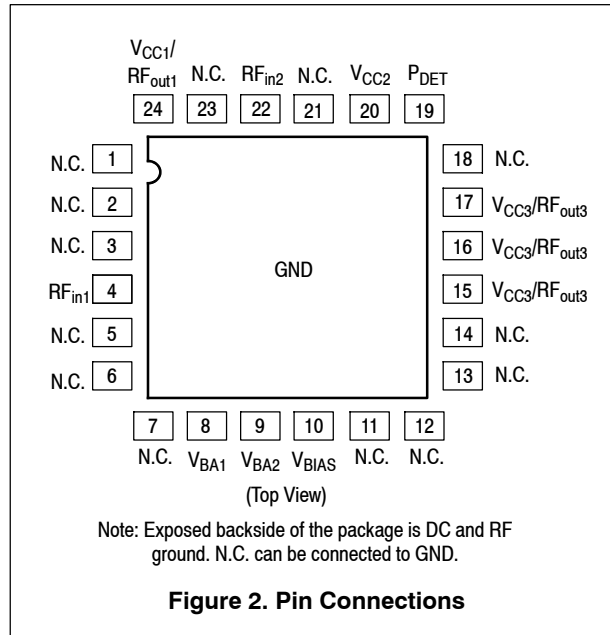 V_CC1/
RF_out1 N.C. RF_in2 N.C. V_CC2 P_DET
24 23 22 21 20 19
N.C. 1
N.C. 2
N.C. 3
RF_in1 4
N.C. 5
N.C. 6
GND
18 N.C.
17 V_CC3/RF_out3
16 V_CC3/RF_out3
15 V_CC3/RF_out3
14 N.C.
13 N.C.
7 8 9 10 11 12
N.C. V_BA1 V_BA2 V_BIAS N.C. N.C.
(Top View)
Note: Exposed backside of the package is DC and RF
ground. N.C. can be connected to GND.
Figure 2. Pin Connections